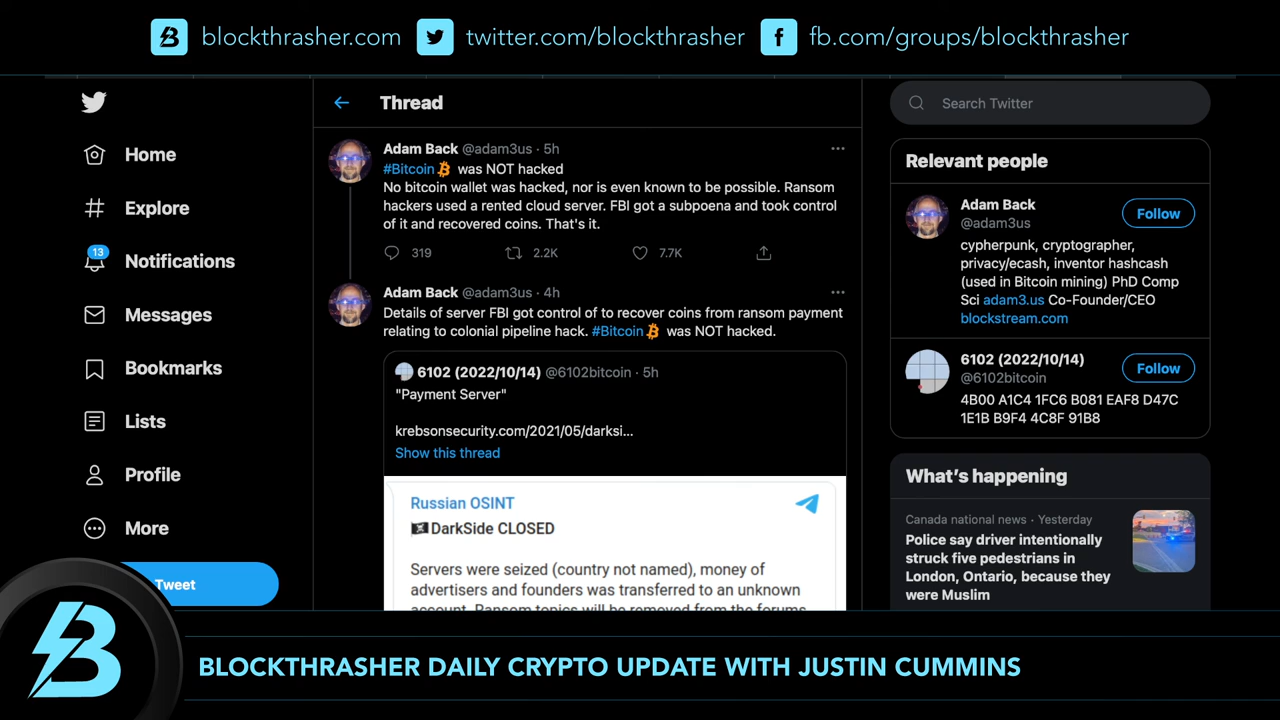 blockthrasher.com
twitter.com/blockthrasher
fb.com/groups/blockthrasher
Home
Explore
13
Notifications
Messages
Bookmarks
Lists
Profile
More
Tweet
Thread
Adam Back @adam3us · 5h
#Bitcoin was NOT hacked
No bitcoin wallet was hacked, nor is even known to be possible. Ransom
hackers used a rented cloud server. FBI got a subpoena and took control
of it and recovered coins. That's it.
319 2.2K 7.7K
Adam Back @adam3us · 4h
Details of server FBI got control of to recover coins from ransom payment
relating to colonial pipeline hack. #Bitcoin was NOT hacked.
6102 (2022/10/14) @6102bitcoin · 5h
"Payment Server"
krebsonsecurity.com/2021/05/darksi...
Show this thread
Russian OSINT
DarkSide CLOSED
Servers were seized (country not named), money of
advertisers and founders was transferred to an unknown
account. Ransom topics will be removed from the forums
Search Twitter
Relevant people
Adam Back
@adam3us
Follow
cypherpunk, cryptographer,
privacy/ecash, inventor hashcash
(used in Bitcoin mining) PhD Comp
Sci adam3.us Co-Founder/CEO
blockstream.com
6102 (2022/10/14)
@6102bitcoin
Follow
4B00 A1C4 1FC6 B081 EAF8 D47C
1E1B B9F4 4C8F 91B8
What's happening
Canada national news · Yesterday
Police say driver intentionally
struck five pedestrians in
London, Ontario, because they
were Muslim
BLOCKTHRASHER DAILY CRYPTO UPDATE WITH JUSTIN CUMMINS